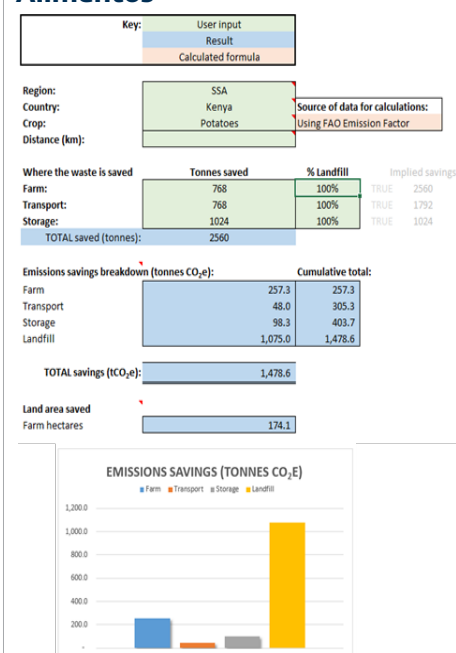 Alimentos
Key: User input
Result
Calculated formula
Region: SSA
Country: Kenya Source of data for calculations:
Crop: Potatoes Using FAO Emission Factor
Distance (km):
Where the waste is saved Tonnes saved % Landfill Implied savings
Farm: 768 100% TRUE 2560
Transport: 768 100% TRUE 1792
Storage: 1024 100% TRUE 1024
TOTAL saved (tonnes): 2560
Emissions savings breakdown (tonnes CO₂e): Cumulative total:
Farm 257.3 257.3
Transport 48.0 305.3
Storage 98.3 403.7
Landfill 1,075.0 1,478.6
TOTAL savings (tCO₂e): 1,478.6
Land area saved
Farm hectares 174.1
EMISSIONS SAVINGS (TONNES CO₂E)
Farm Transport Storage Landfill
1,200.0
1,000.0
800.0
600.0
400.0
200.0
-